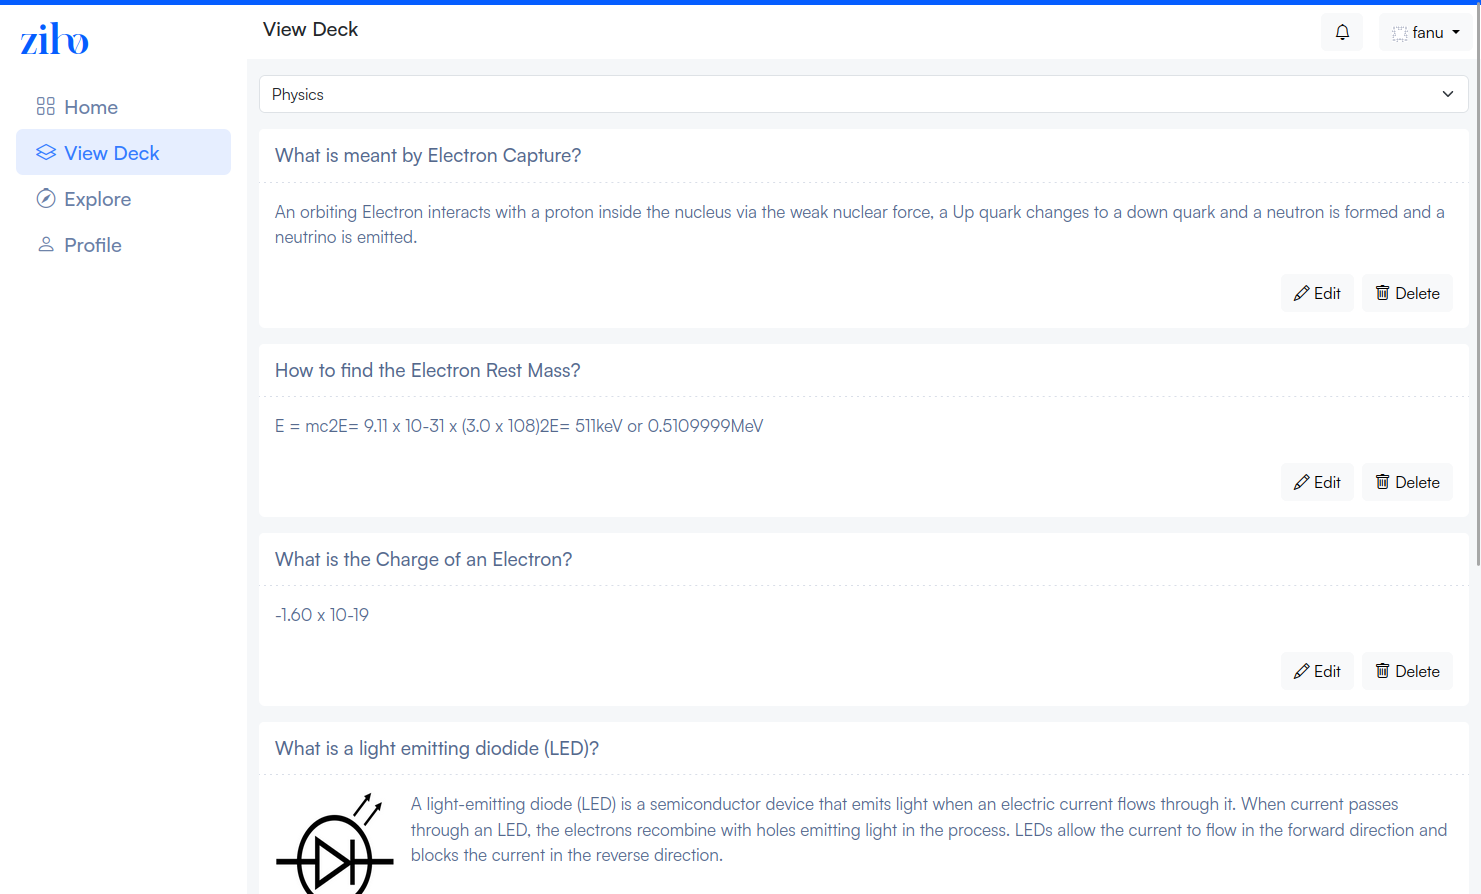 ziho
View Deck
fanu
Home
View Deck
Explore
Profile
Physics
What is meant by Electron Capture?
An orbiting Electron interacts with a proton inside the nucleus via the weak nuclear force, a Up quark changes to a down quark and a neutron is formed and a
neutrino is emitted.
Edit Delete
How to find the Electron Rest Mass?
E = mc2E= 9.11 x 10-31 x (3.0 x 108)2E= 511keV or 0.5109999MeV
Edit Delete
What is the Charge of an Electron?
-1.60 x 10-19
Edit Delete
What is a light emitting diodide (LED)?
A light-emitting diode (LED) is a semiconductor device that emits light when an electric current flows through it. When current passes
through an LED, the electrons recombine with holes emitting light in the process. LEDs allow the current to flow in the forward direction and
blocks the current in the reverse direction.